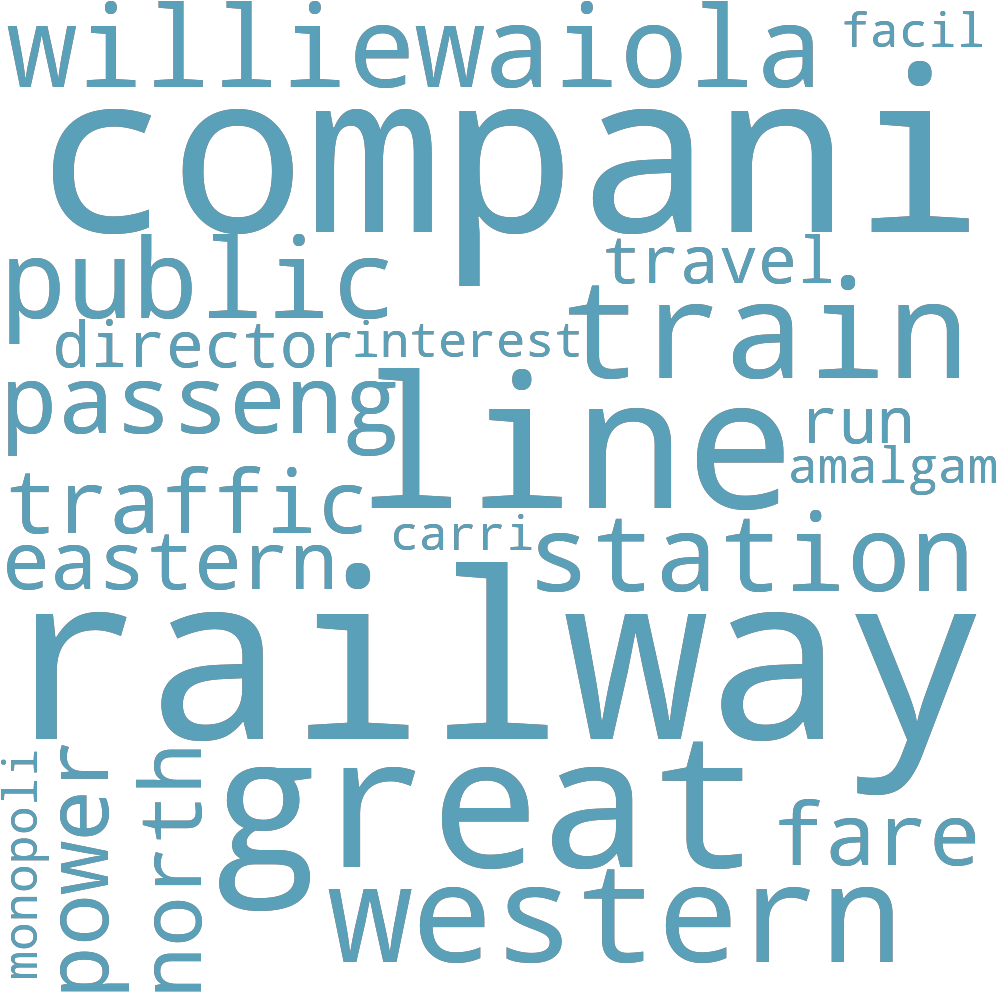 williewaiola facil
compani
public travel
train
director interest
passeng line run
amalgam
traffic
carri station
eastern
railway
monopoli power north great fare
western